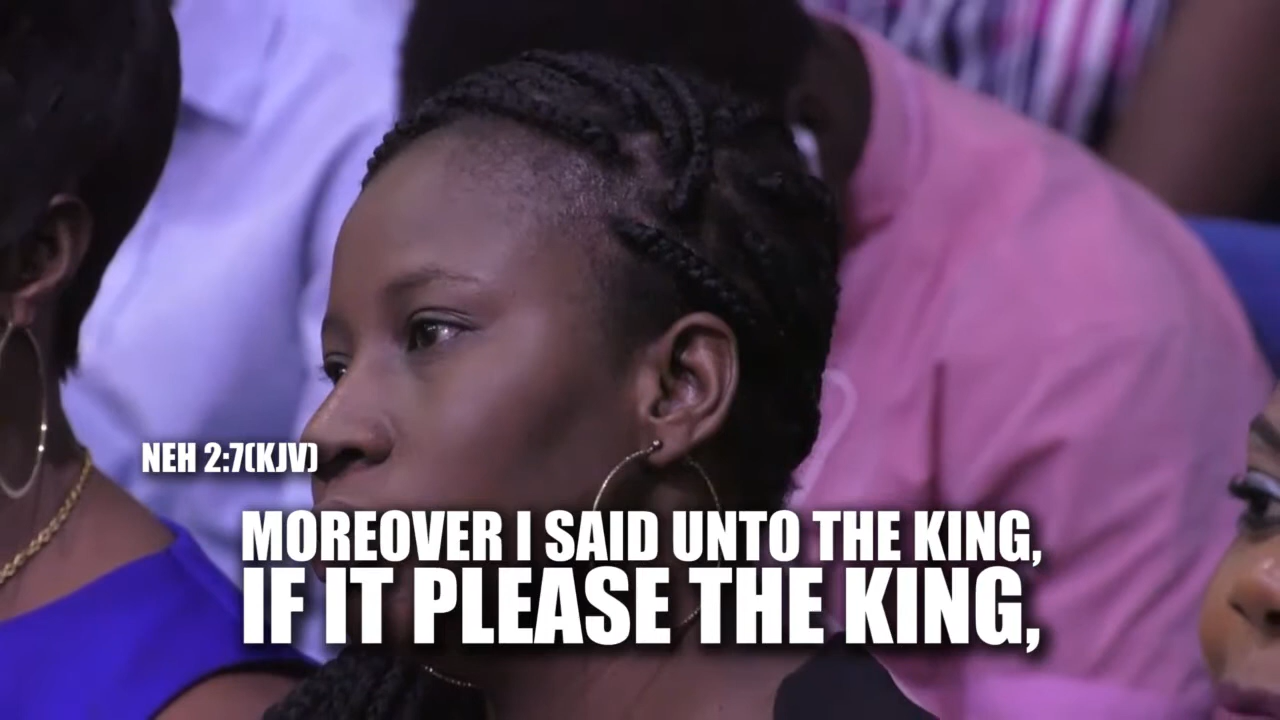 NEH 2:7(KJV)
MOREOVER I SAID UNTO THE KING,
IF IT PLEASE THE KING,